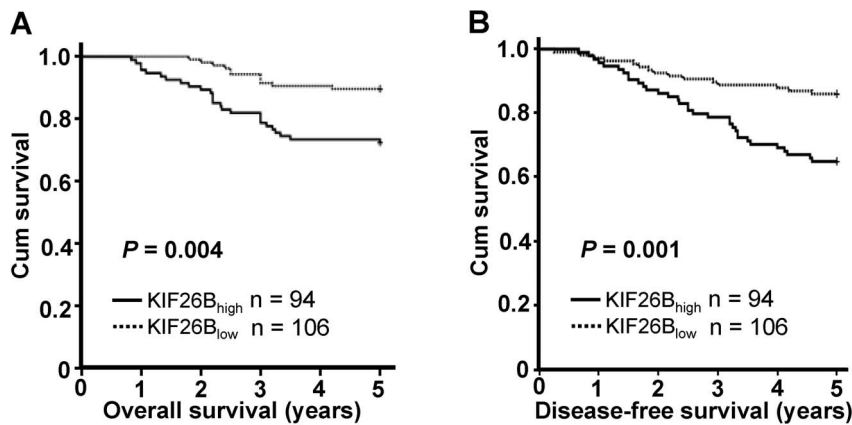 A
Cum survival
1.0
0.8
0.6
0.4
0.2
0
P = 0.004
KIF26Bhigh n = 94
KIF26Blow n = 106
0 1 2 3 4 5
Overall survival (years)
B
Cum survival
1.0
0.8
0.6
0.4
0.2
0
P = 0.001
KIF26Bhigh n = 94
KIF26Blow n = 106
0 1 2 3 4 5
Disease-free survival (years)